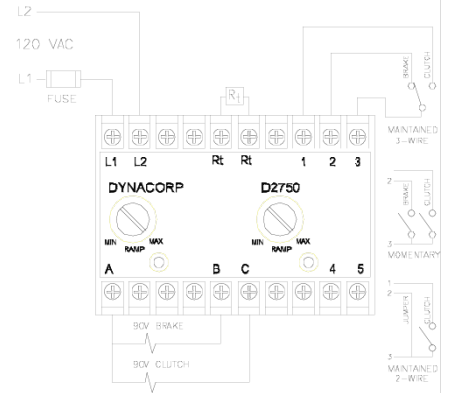 L2
120 VAC
L1
FUSE
Rt
BRAKE
CLUTCH
MAINTAINED
3-WIRE
L1 L2 Rt Rt 1 2 3
DYNACORP D2750
MIN RAMP MAX
MIN RAMP MAX
A B C 4 5
2
BRAKE
CLUTCH
3
MOMENTARY
90V BRAKE
90V CLUTCH
1
2
JUMPER
CLUTCH
3
MAINTAINED
2-WIRE